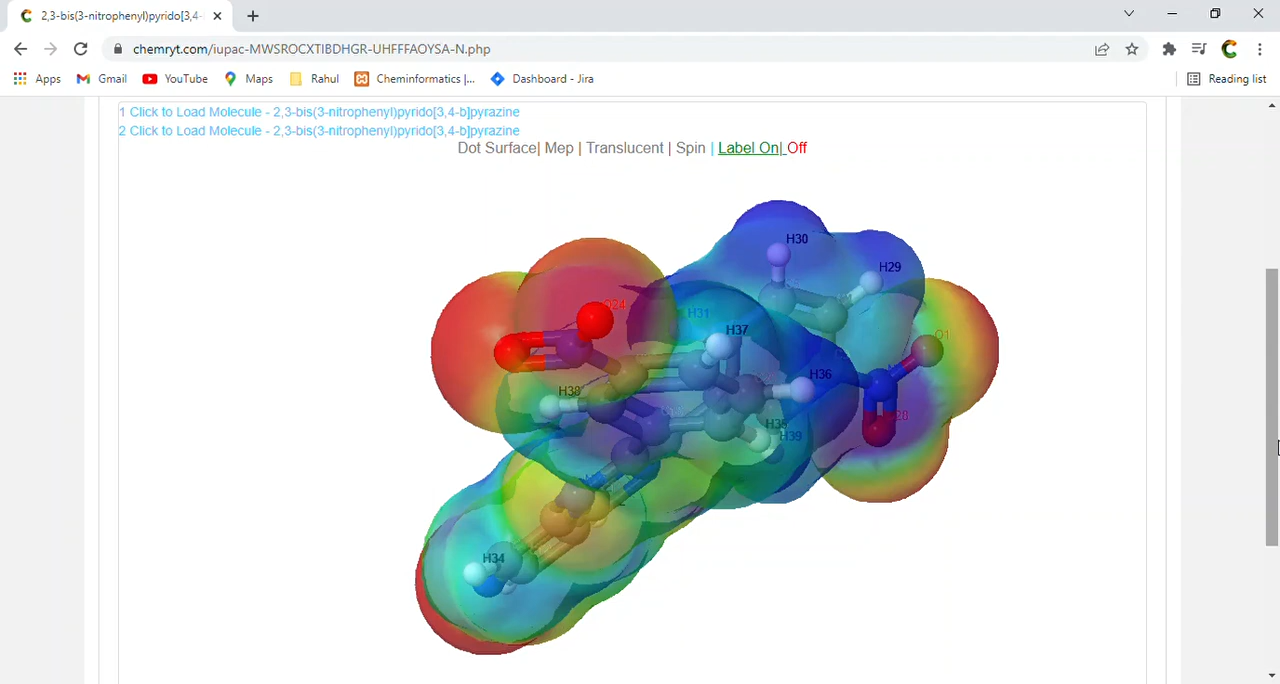 2,3-bis(3-nitrophenyl)pyrido[3,4-
chemryt.com/iupac-MWSROCXTIBDHGR-UHFFFAOYSA-N.php
Apps Gmail YouTube Maps Rahul Cheminformatics |... Dashboard - Jira Reading list
1 Click to Load Molecule - 2,3-bis(3-nitrophenyl)pyrido[3,4-b]pyrazine
2 Click to Load Molecule - 2,3-bis(3-nitrophenyl)pyrido[3,4-b]pyrazine
Dot Surface| Mep | Translucent | Spin | Label On| Off
H30
H29
O24
H31
H37
O1
H36
H38
O28
H35
H39
H34